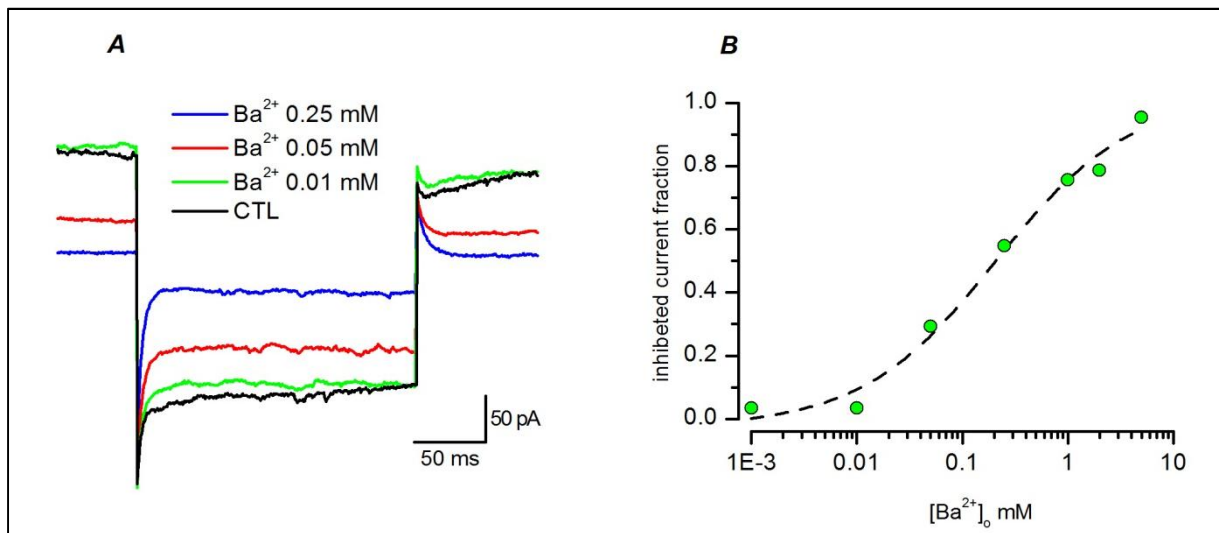 A
Ba²⁺ 0.25 mM
Ba²⁺ 0.05 mM
Ba²⁺ 0.01 mM
CTL
50 pA
50 ms
B
inhibeted current fraction
1.0
0.8
0.6
0.4
0.2
0.0
1E-3 0.01 0.1 1 10
[Ba²⁺]ₒ mM